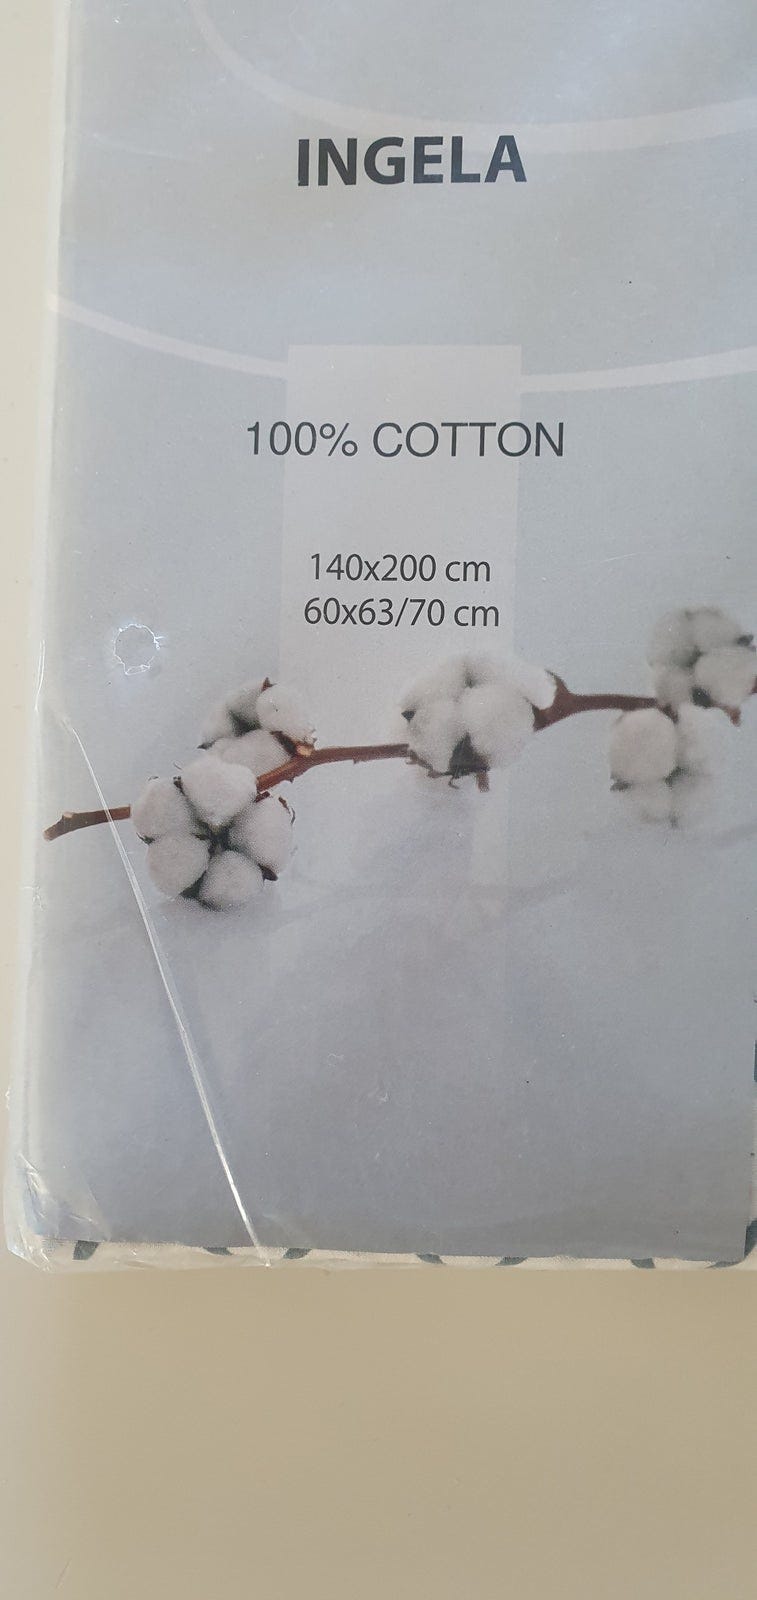 INGELA
100% COTTON
140x200 cm
60x63/70 cm